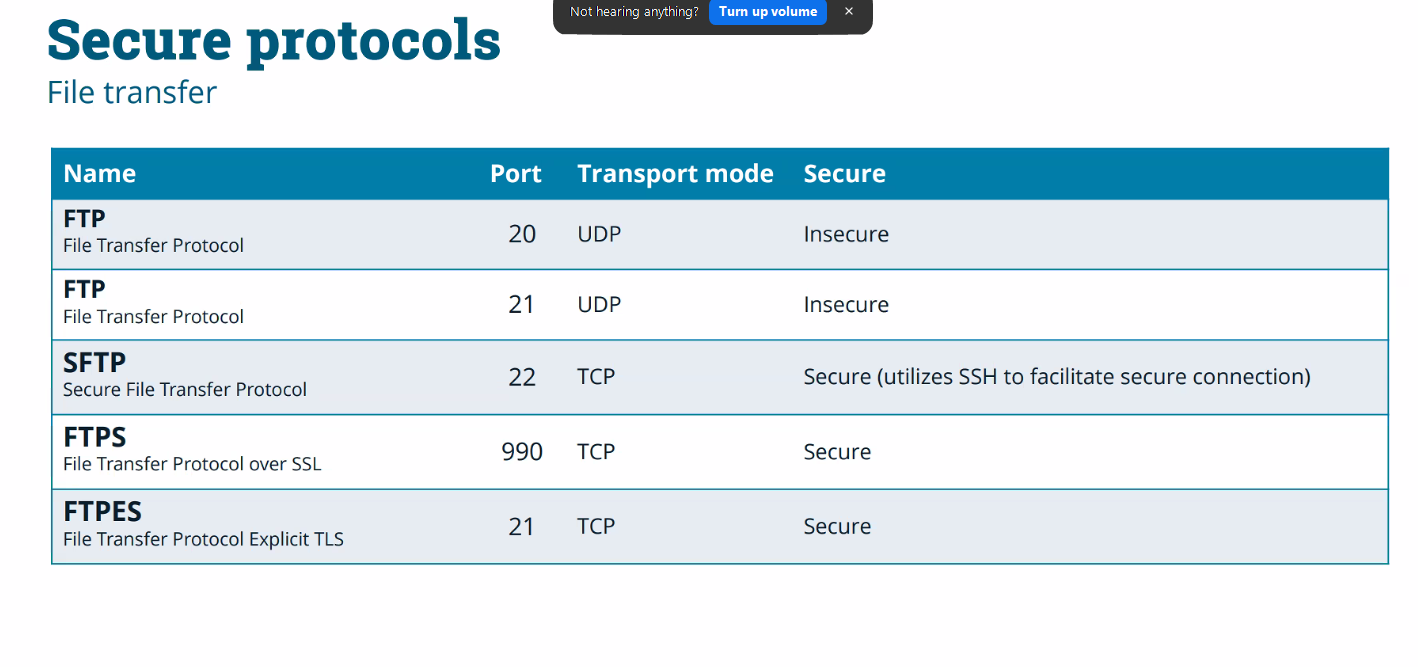 Not hearing anything? Turn up volume ×
Secure protocols
File transfer
Name Port Transport mode Secure
FTP
File Transfer Protocol
20 UDP Insecure
FTP
File Transfer Protocol
21 UDP Insecure
SFTP
Secure File Transfer Protocol
22 TCP Secure (utilizes SSH to facilitate secure connection)
FTPS
File Transfer Protocol over SSL
990 TCP Secure
FTPES
File Transfer Protocol Explicit TLS
21 TCP Secure